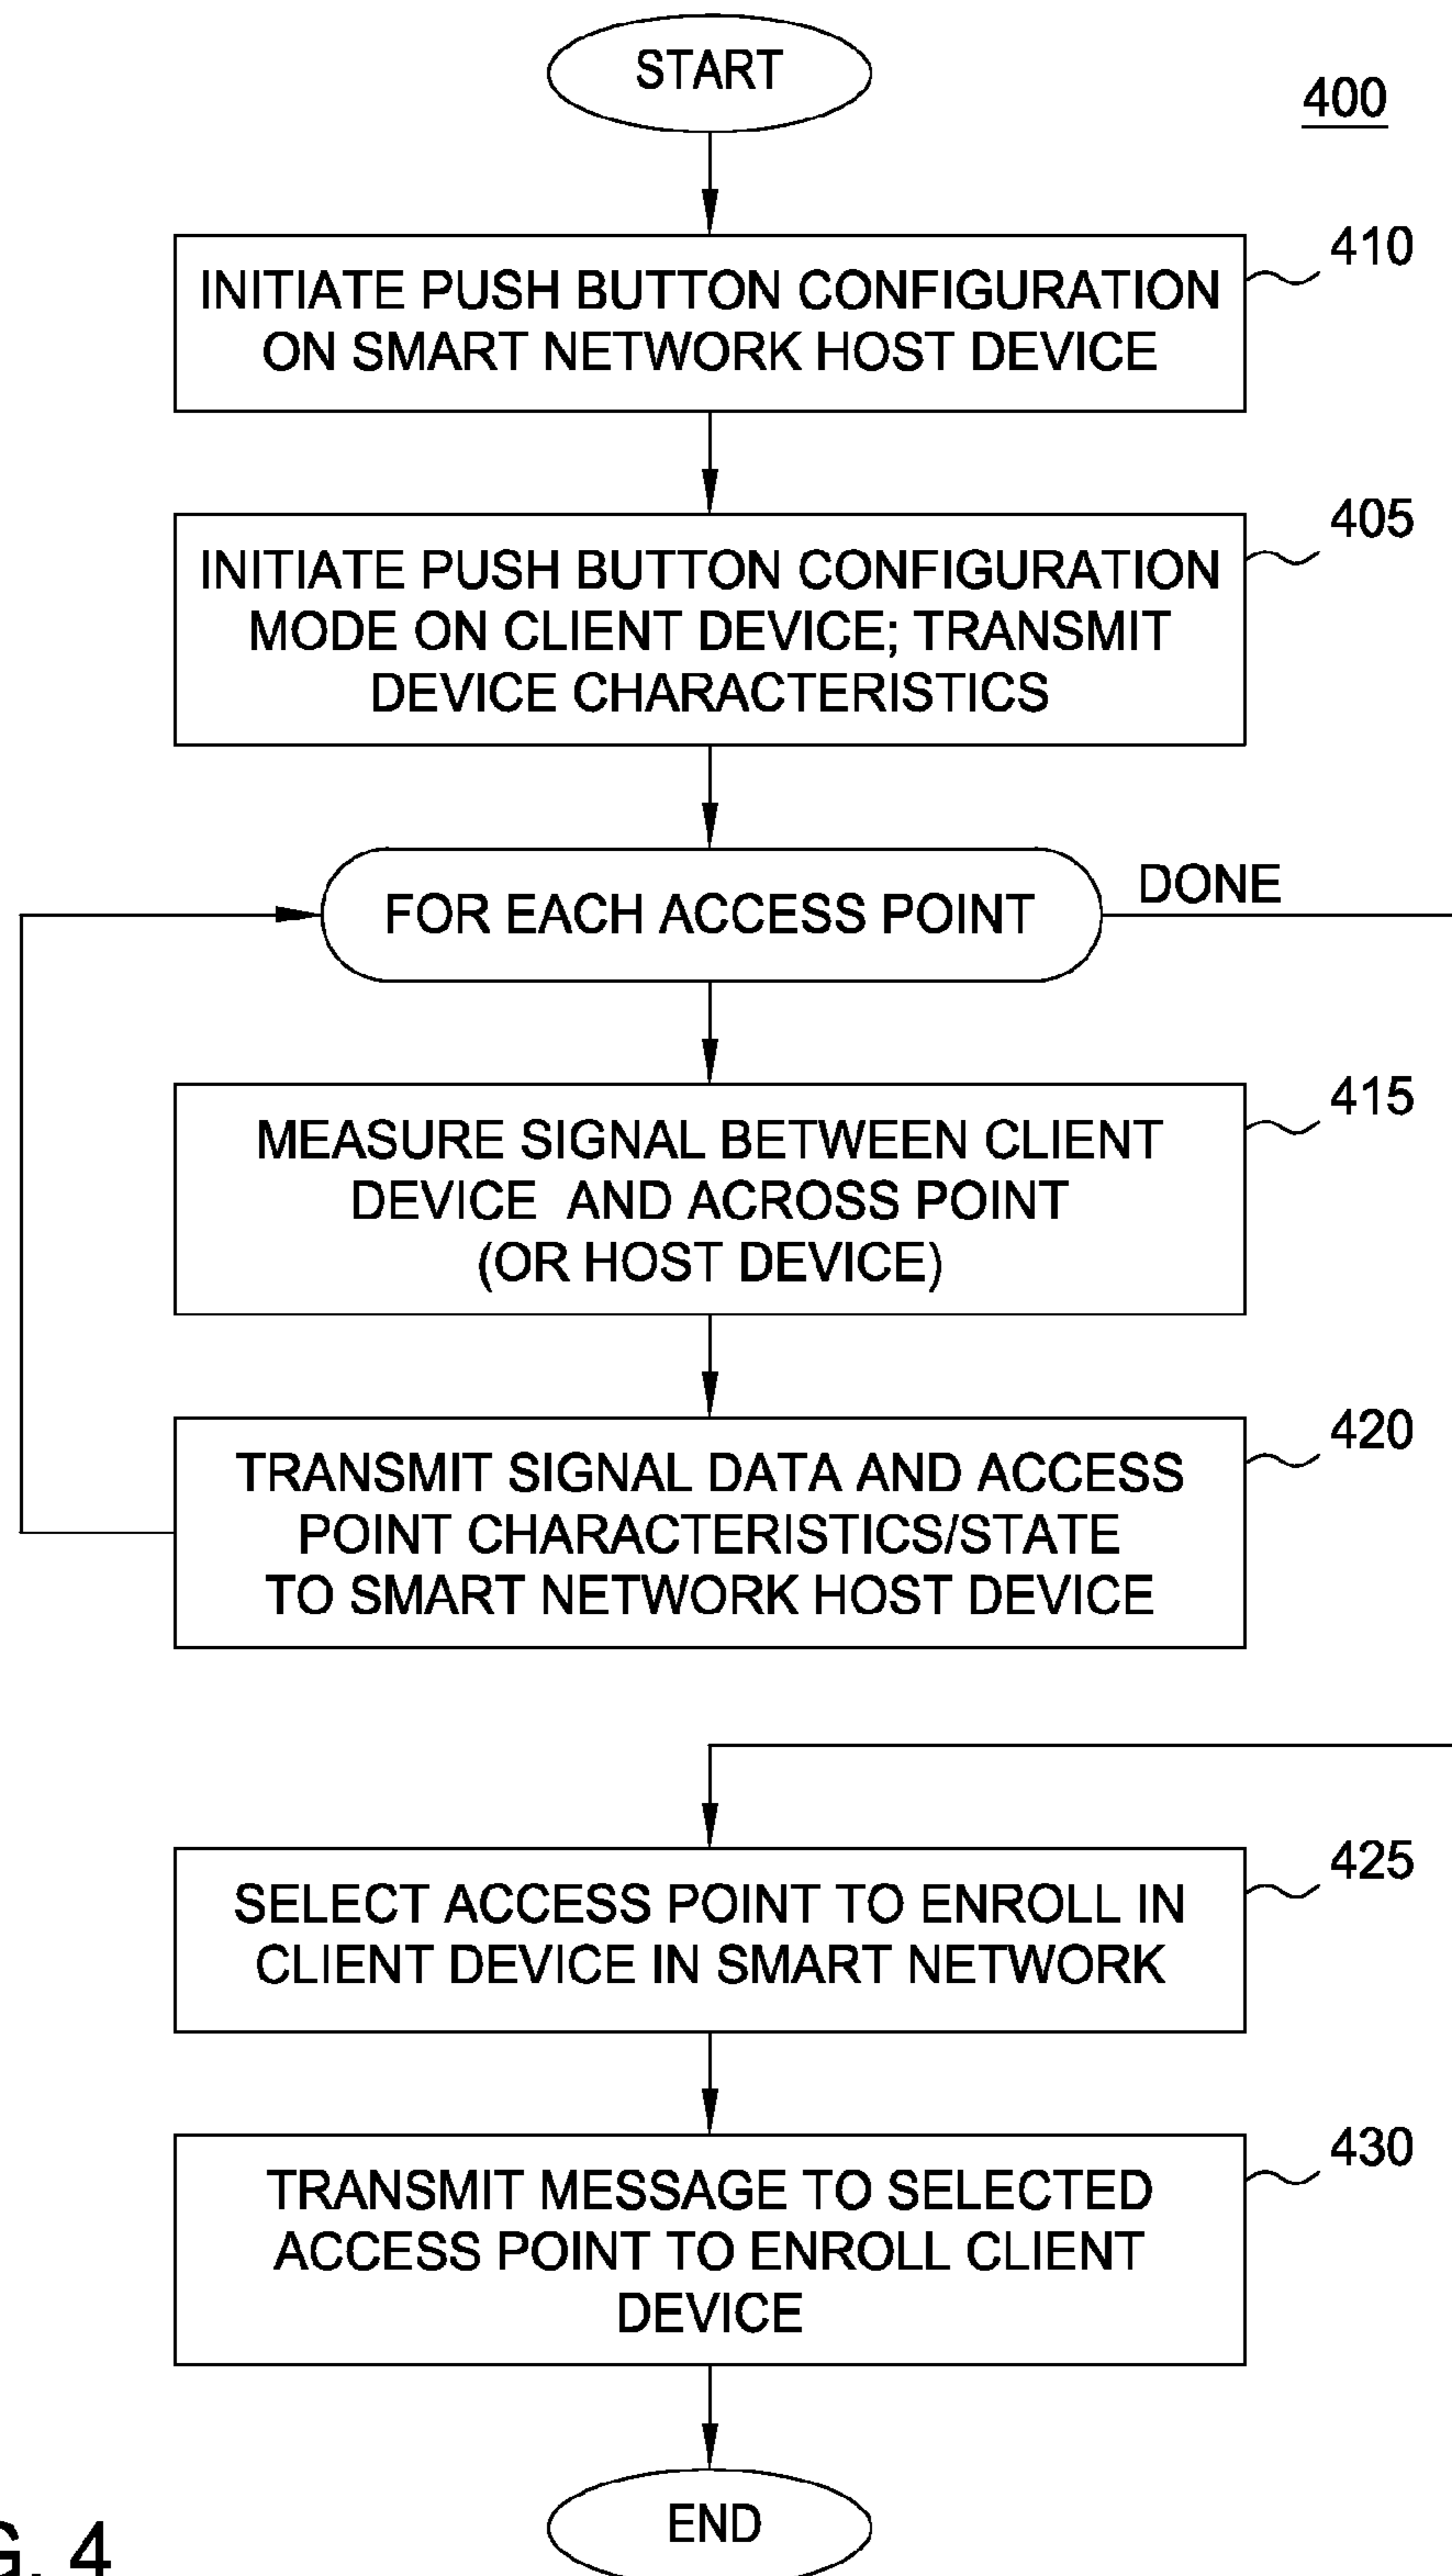 START
400
INITIATE PUSH BUTTON CONFIGURATION
ON SMART NETWORK HOST DEVICE
410
INITIATE PUSH BUTTON CONFIGURATION
MODE ON CLIENT DEVICE; TRANSMIT
DEVICE CHARACTERISTICS
405
FOR EACH ACCESS POINT
DONE
MEASURE SIGNAL BETWEEN CLIENT
DEVICE AND ACROSS POINT
(OR HOST DEVICE)
415
TRANSMIT SIGNAL DATA AND ACCESS
POINT CHARACTERISTICS/STATE
TO SMART NETWORK HOST DEVICE
420
SELECT ACCESS POINT TO ENROLL IN
CLIENT DEVICE IN SMART NETWORK
425
TRANSMIT MESSAGE TO SELECTED
ACCESS POINT TO ENROLL CLIENT
DEVICE
430
END
G. 4